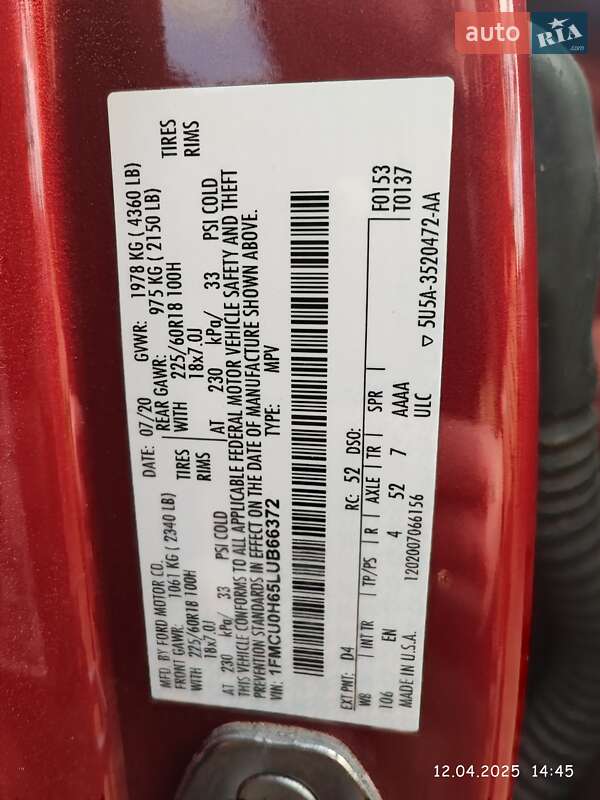 auto RIA.com
MFD. BY FORD MOTOR CO. DATE: 07/20 GVWR: 1978 KG ( 4360 LB)
FRONT GAWR: 1061 KG ( 2340 LB) REAR GAWR: 975 KG ( 2150 LB)
WITH 225/60R18 100H TIRES WITH 225/60R18 100H TIRES
18x7.0J RIMS 18x7.0J RIMS
AT 230 kPa/ 33 PSI COLD AT 230 kPa/ 33 PSI COLD
THIS VEHICLE CONFORMS TO ALL APPLICABLE FEDERAL MOTOR VEHICLE SAFETY AND THEFT
PREVENTION STANDARDS IN EFFECT ON THE DATE OF MANUFACTURE SHOWN ABOVE.
VIN: 1FMCU0H65LUB66372 TYPE: MPV
EXT PNT: D4 RC: 52 DSO: F0153
T0137
WB INT TR TP/PS R AXLE TR SPR
106 EN 4 52 7 AAAA
ULC
MADE IN U.S.A. 1202007066156
▽ 5U5A-3520472-AA
12.04.2025 14:45